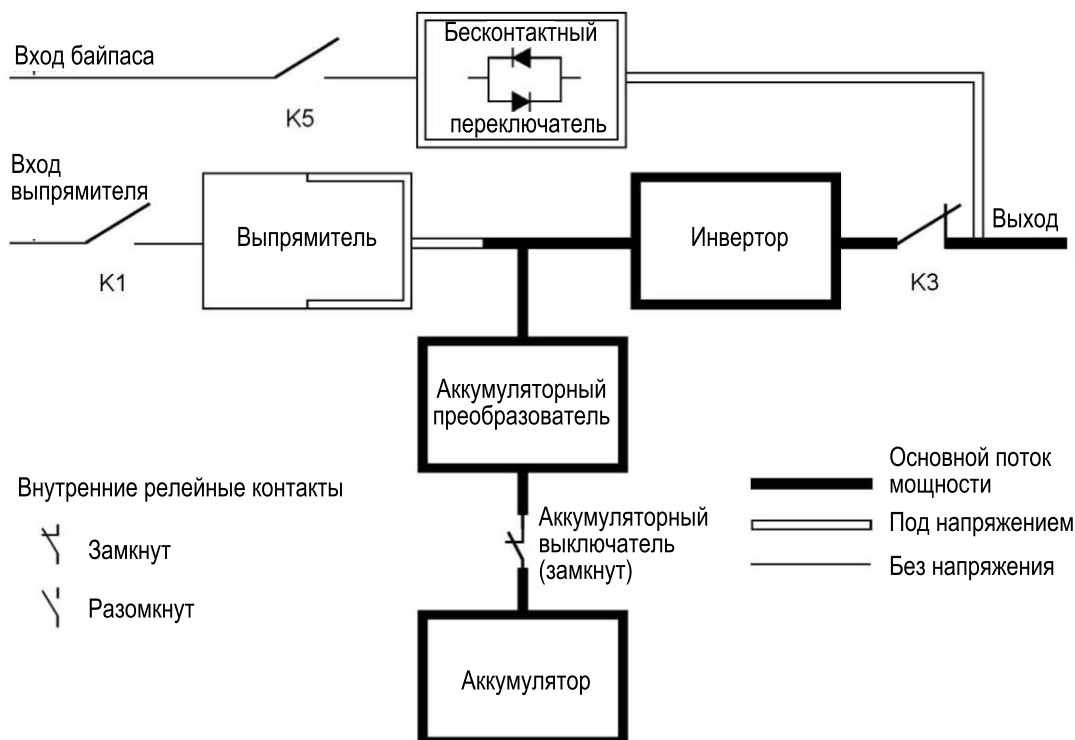 Вход байпаса
K5
Бесконтактный
переключатель
Вход
выпрямителя
K1
Выпрямитель
Инвертор
K3
Выход
Аккумуляторный
преобразователь
Внутренние релейные контакты
Замкнут
Разомкнут
Аккумуляторный
выключатель
(замкнут)
Аккумулятор
Основной поток
мощности
Под напряжением
Без напряжения